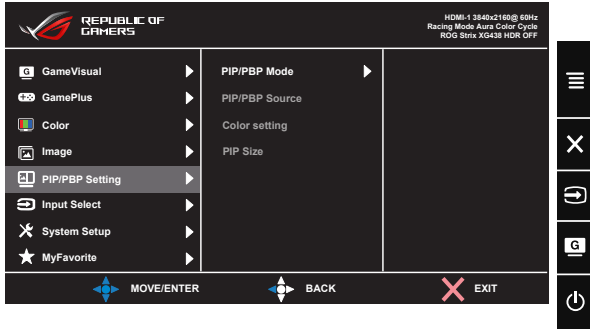 REPUBLIC OF
GAMERS
HDMI-1 3840x2160@ 60Hz
Racing Mode Aura Color Cycle
ROG Strix XG438 HDR OFF
G GameVisual
GamePlus
Color
Image
PIP/PBP Setting
Input Select
System Setup
MyFavorite
PIP/PBP Mode
PIP/PBP Source
Color setting
PIP Size
MOVE/ENTER
BACK
EXIT
G